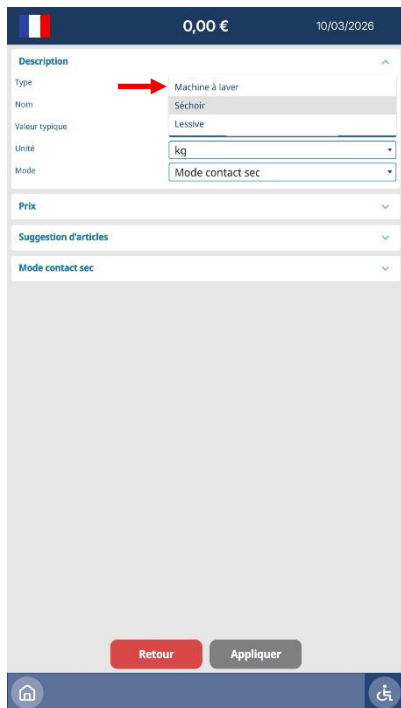 0,00 € 10/03/2026
Description
Type
Machine à laver
Nom
Séchoir
Valeur typique
Lessive
Unité
kg
Mode
Mode contact sec
Prix
Suggestion d'articles
Mode contact sec
Retour Appliquer